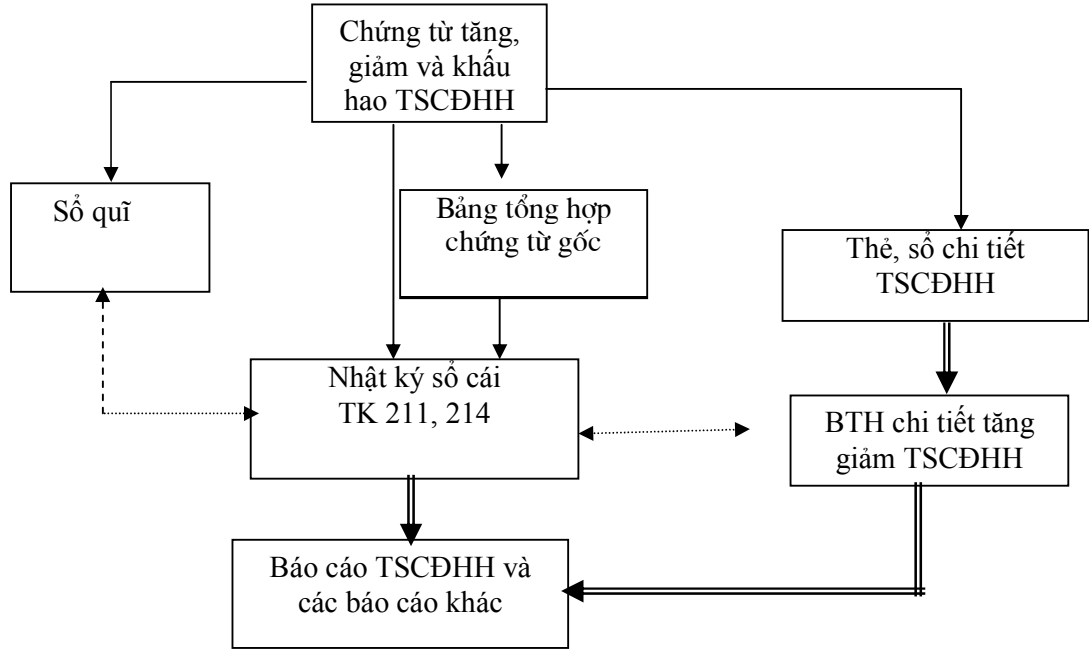 Chứng từ tăng,
giảm và khấu
hao TSCĐHH
Sổ quĩ
Bảng tổng hợp
chứng từ gốc
Thẻ, sổ chi tiết
TSCĐHH
Nhật ký sổ cái
TK 211, 214
BTH chi tiết tăng
giảm TSCĐHH
Báo cáo TSCĐHH và
các báo cáo khác